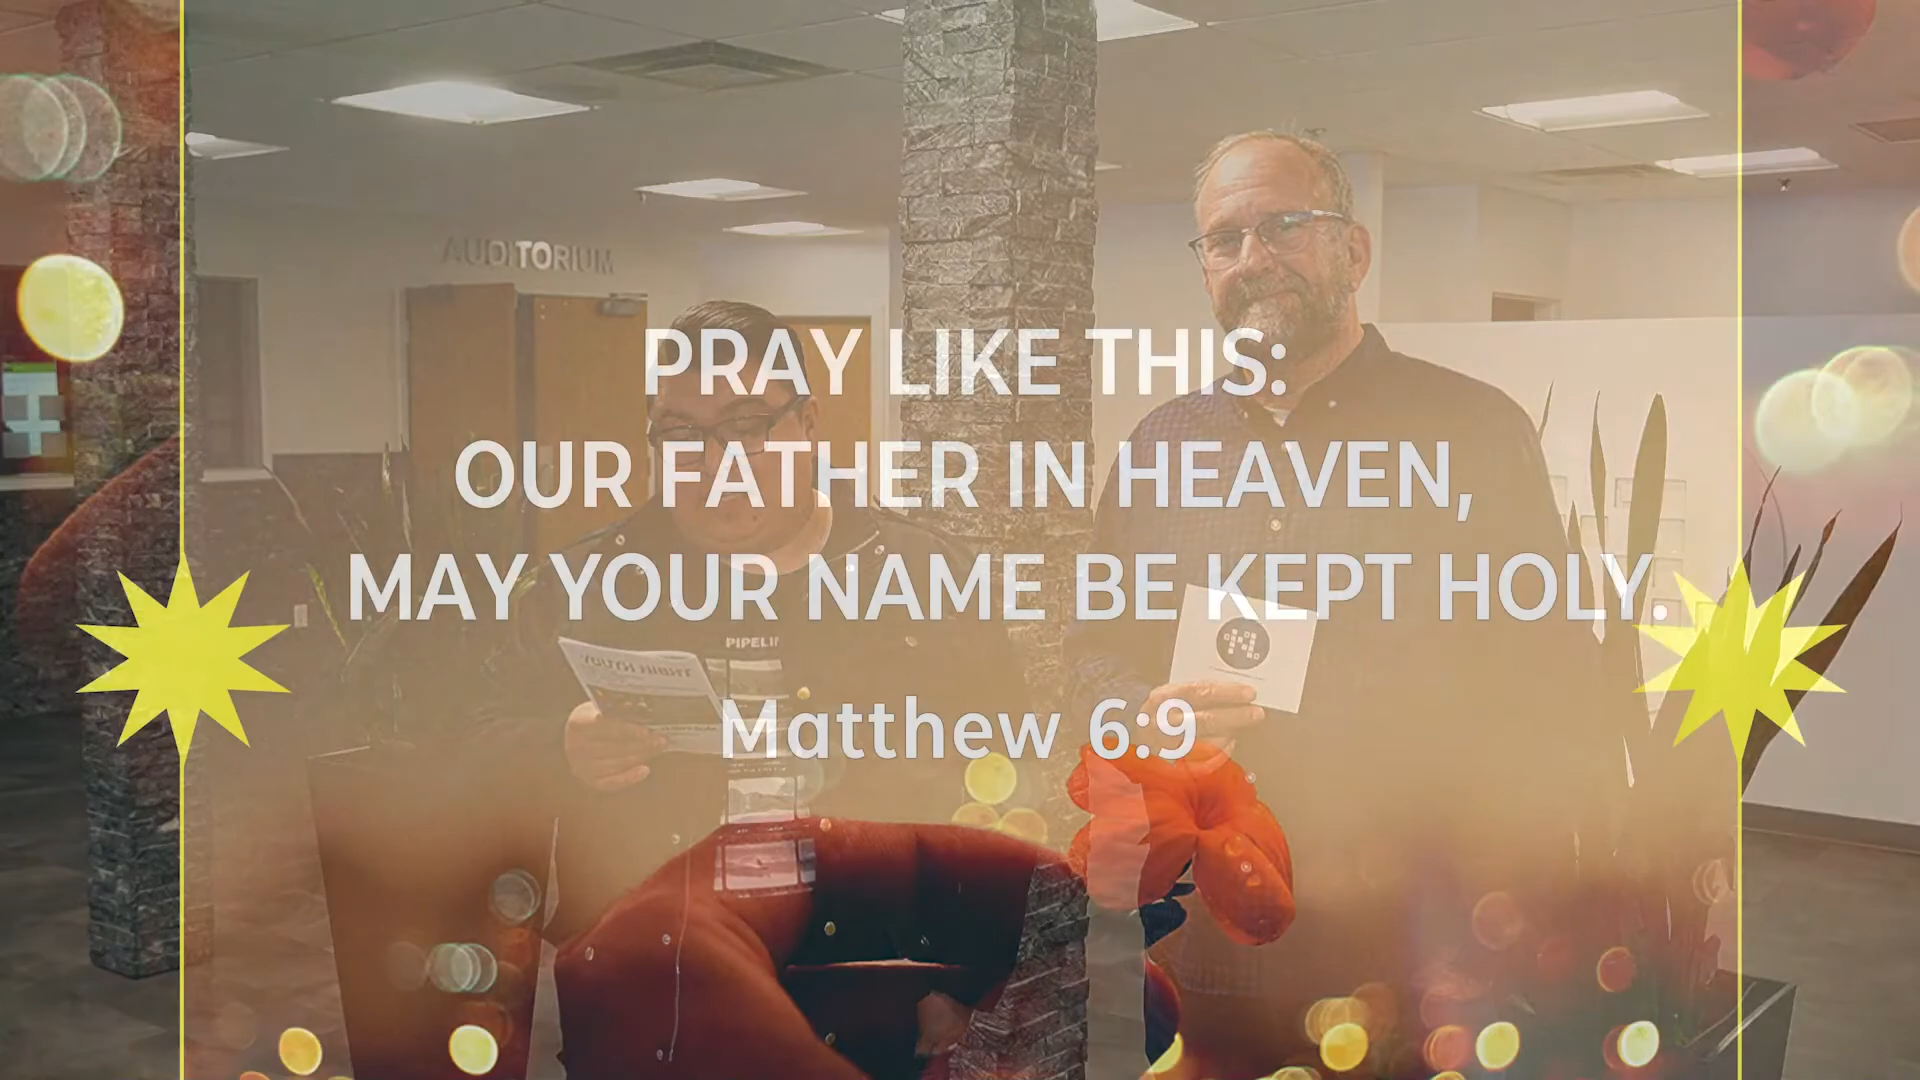 AUDITORIUM
PRAY LIKE THIS:
OUR FATHER IN HEAVEN,
MAY YOUR NAME BE KEPT HOLY.
PIPELIN
YOUTH NIGHT
Matthew 6:9